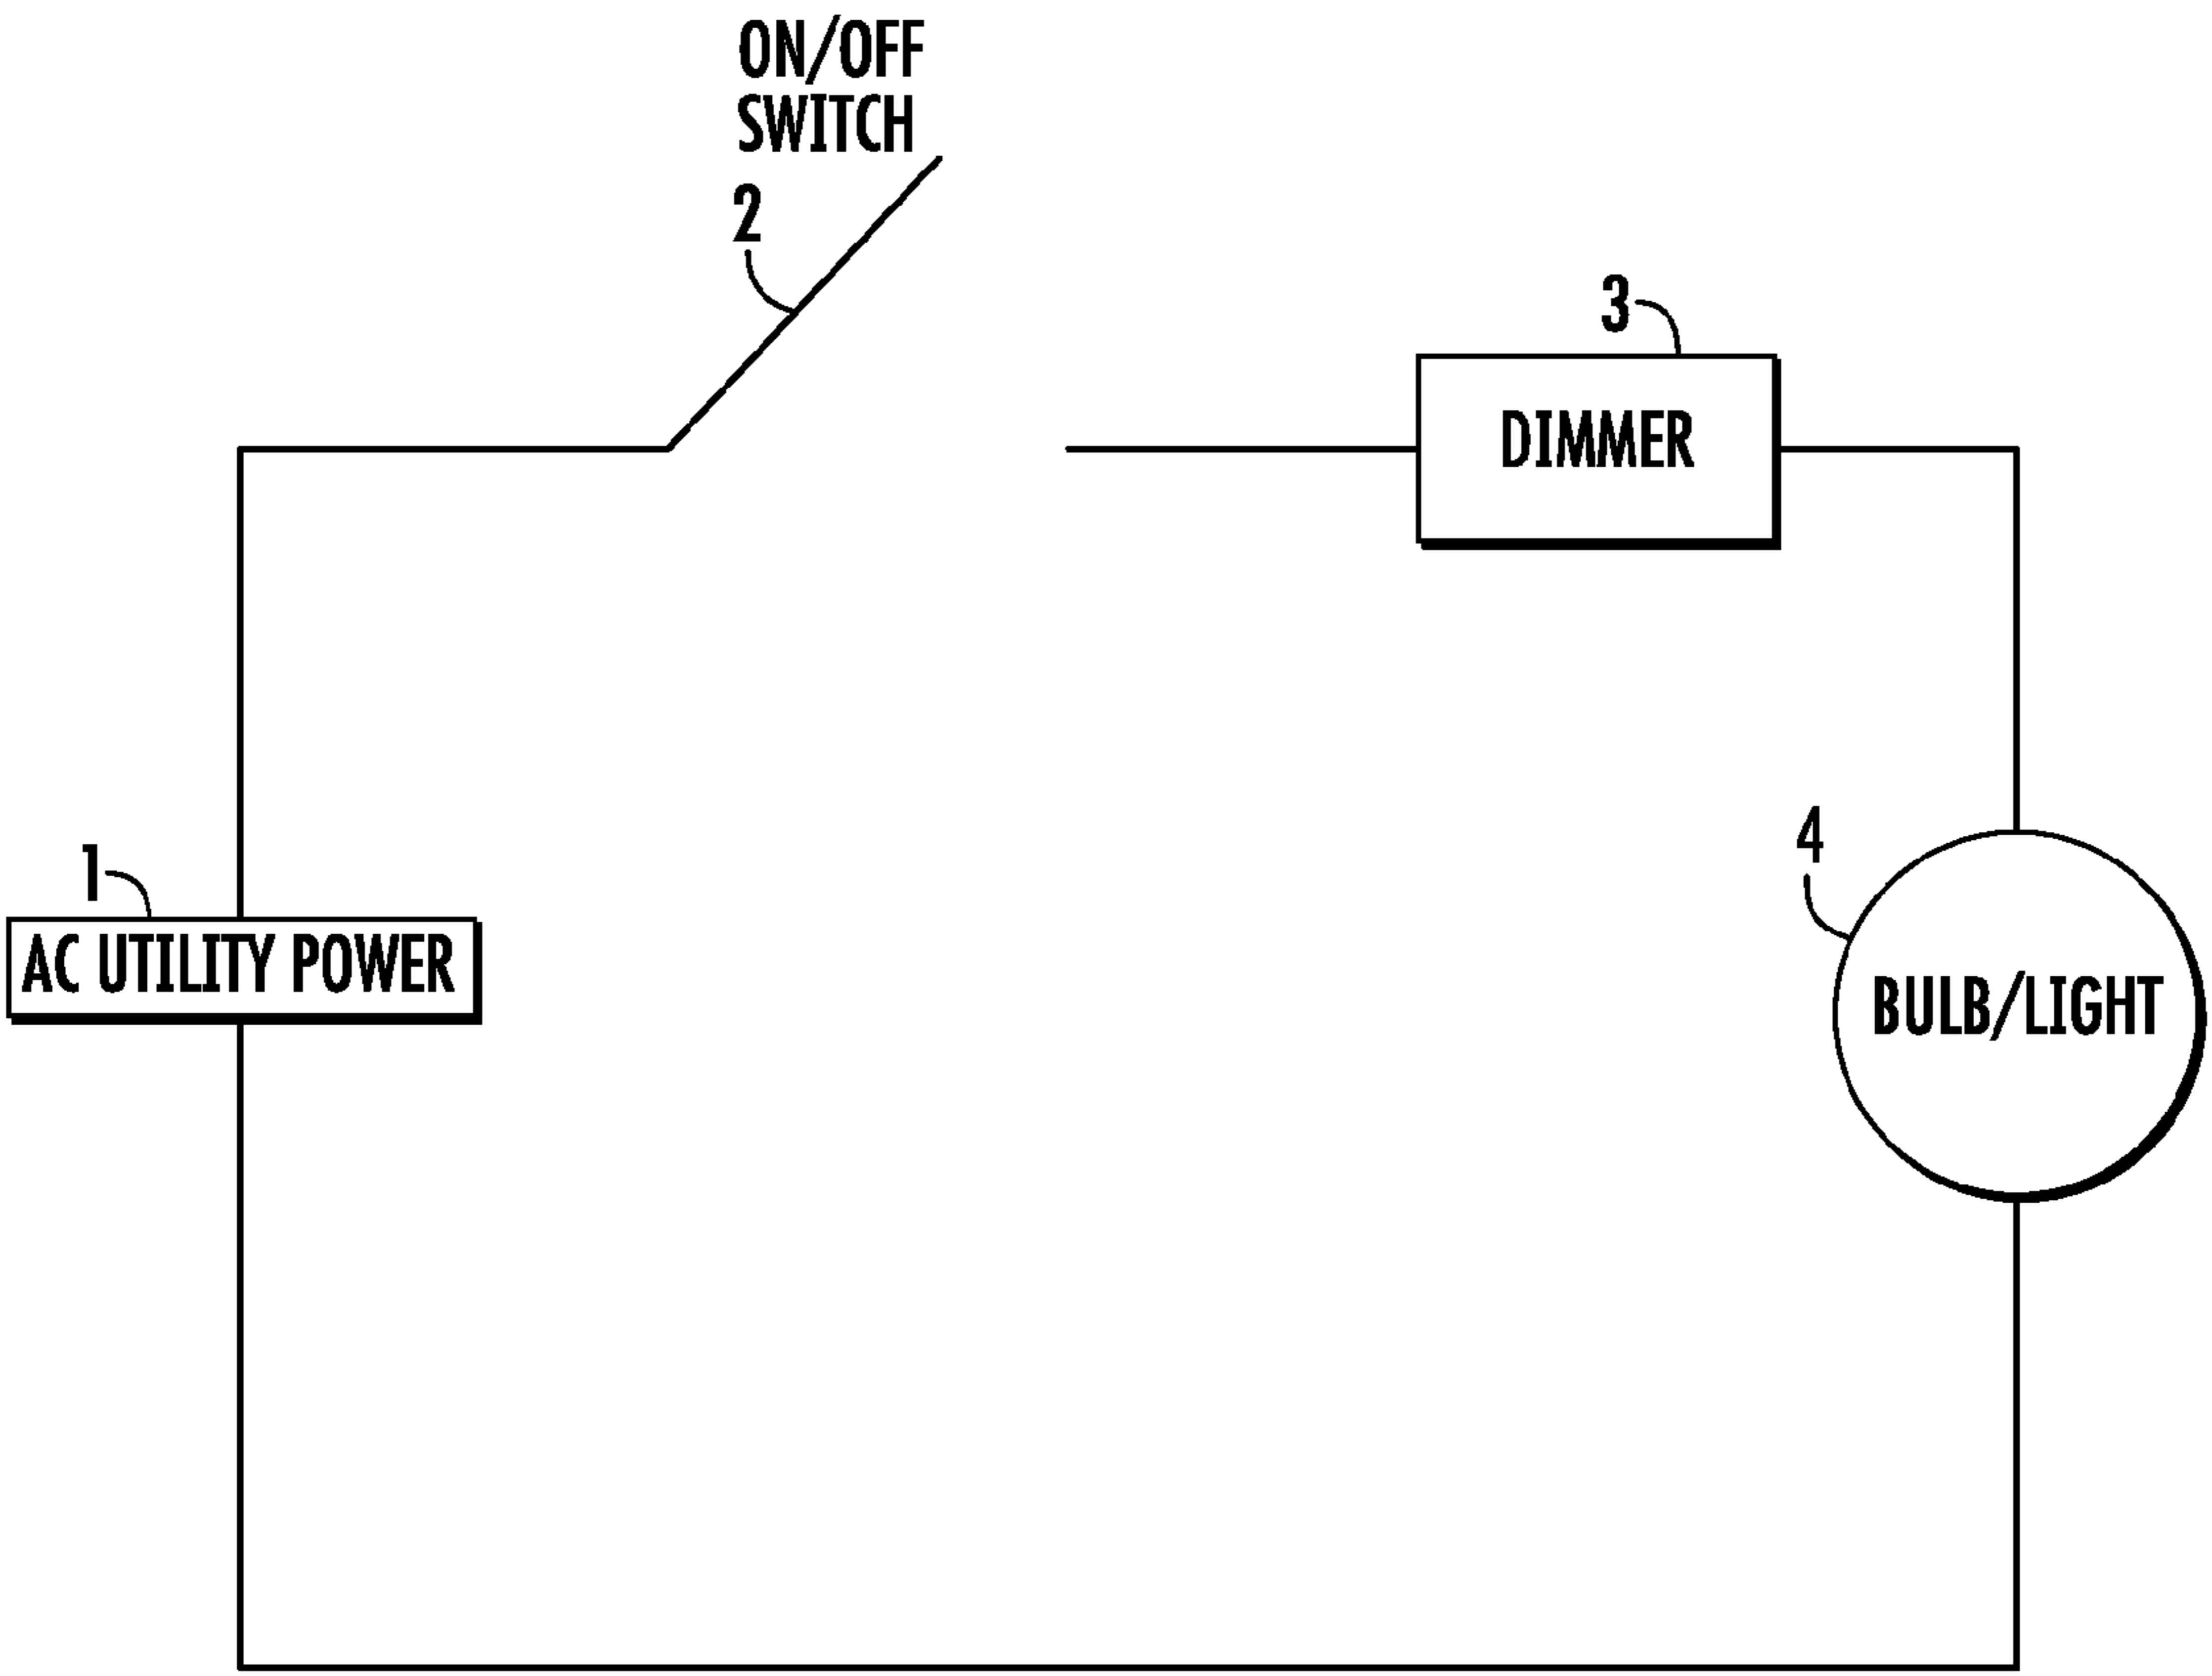 ON/OFF
SWITCH
2
3
DIMMER
1
AC UTILITY POWER
4
BULB/LIGHT